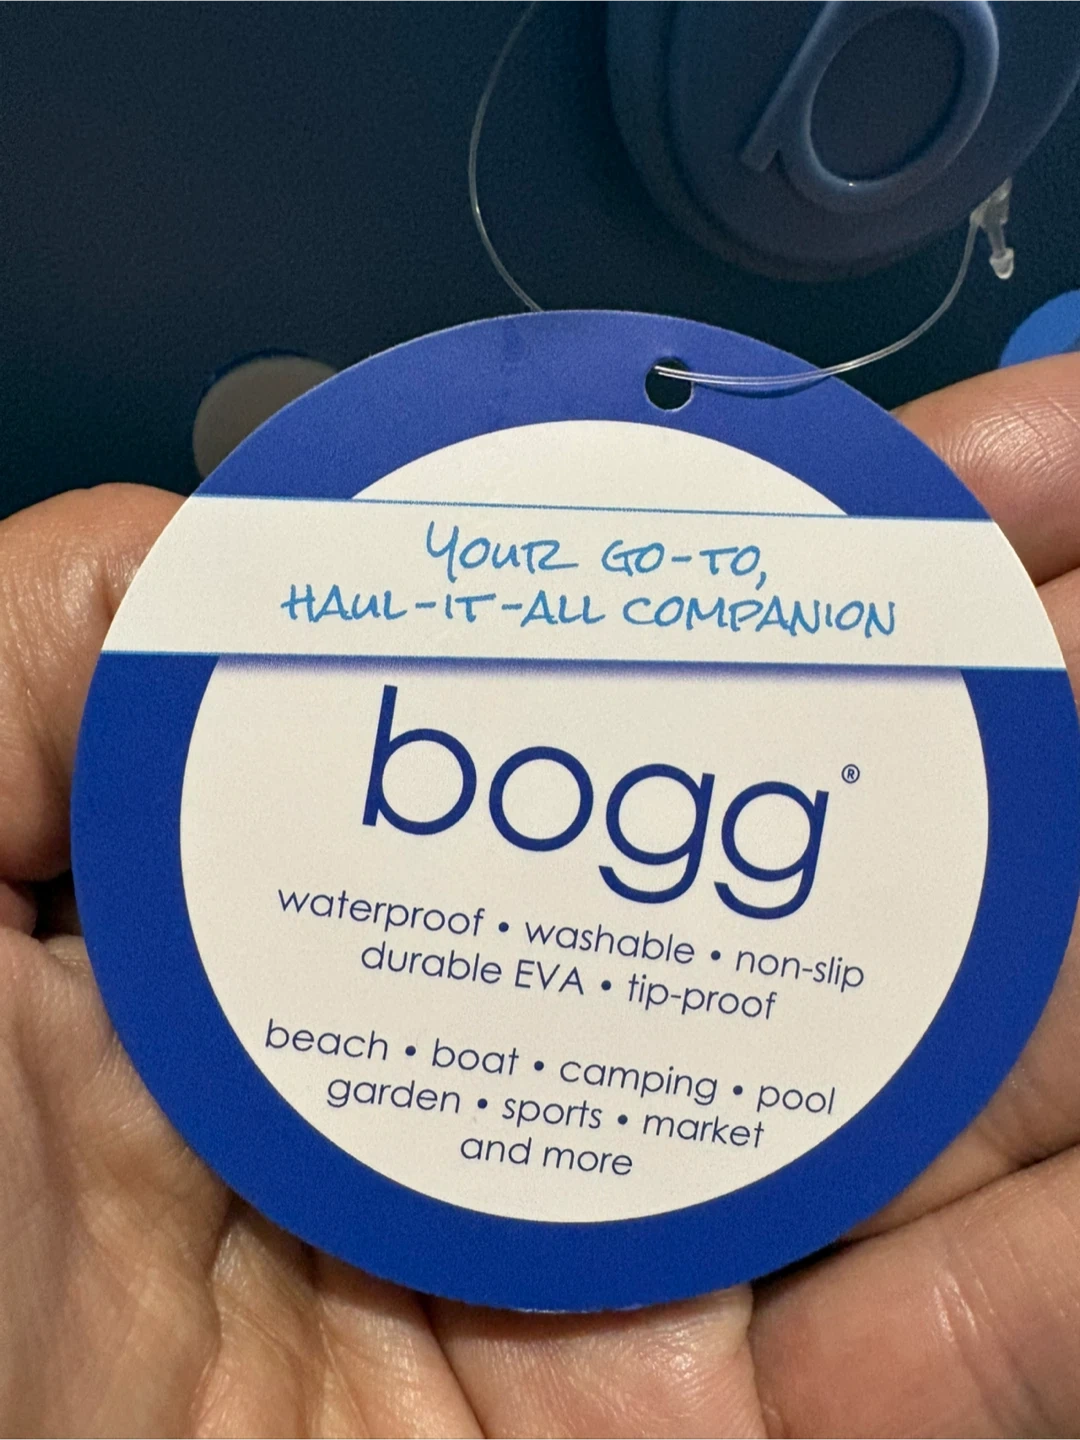 b
YOUR GO-TO,
HAUL-IT-ALL COMPANION
bogg®
waterproof • washable • non-slip
durable EVA • tip-proof
beach • boat • camping • pool
garden • sports • market
and more